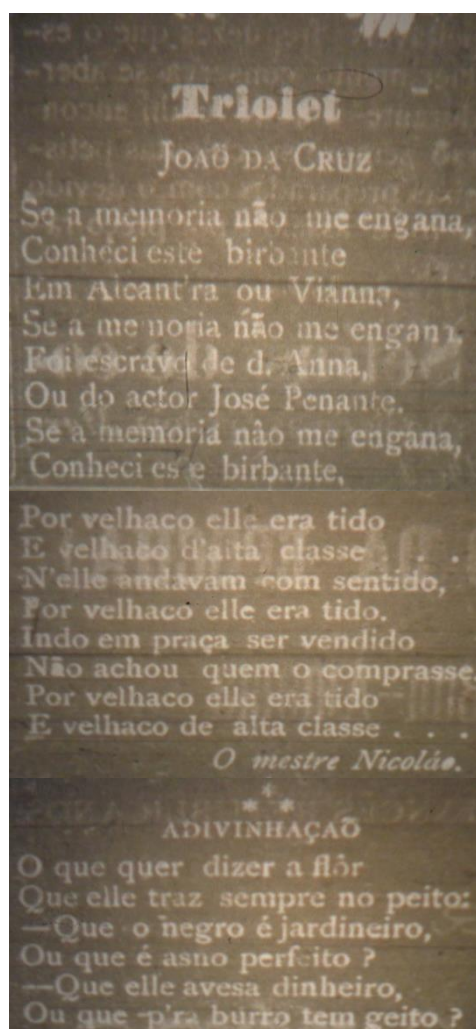 Triolet
JOAÕ DA CRUZ
Se a memoria não me engana,
Conheci este birbante
Em Alcant'ra ou Vianna,
Se a memoria não me engana
Foi escravo de d. Anna,
Ou do actor José Penante.
Se a memoria não me engana,
Conheci es e birbante,
Por velhaco elle era tido
E velhaco d'alta classe . . . .
N'elle andavam com sentido,
Por velhaco elle era tido.
Indo em praça ser vendido
Não achou quem o comprasse,
Por velhaco elle era tido
E velhaco de alta classe . . .
O mestre Nicoláo.
* * *
ADIVINHAÇAÕ
O que quer dizer a flôr
Que elle traz sempre no peito:
—Que o negro é jardineiro,
Ou que é asno perfeito ?
—Que elle avesa dinheiro,
Ou que p'ra burro tem geito ?